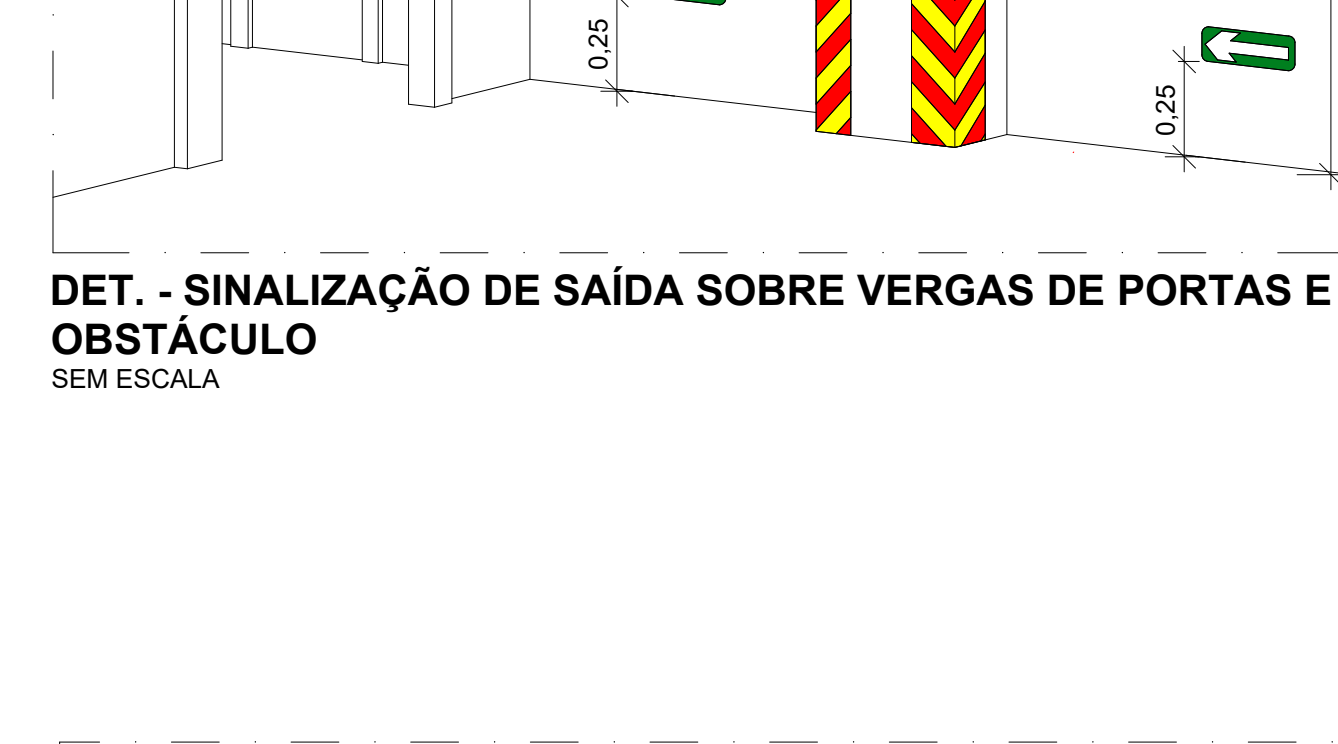 0,25
0,25
DET. - SINALIZAÇÃO DE SAÍDA SOBRE VERGAS DE PORTAS E
OBSTÁCULO
SEM ESCALA